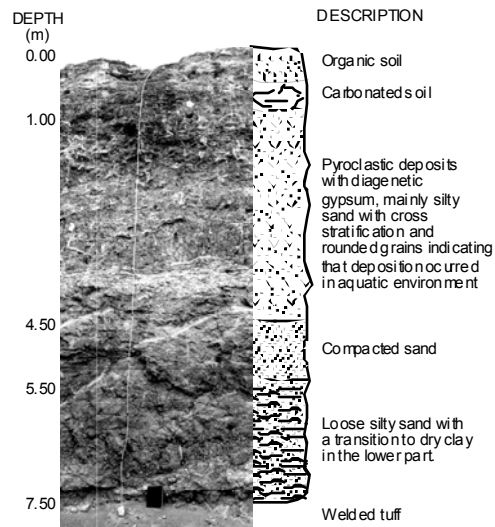 DEPTH
(m)
0.00
1.00
4.50
5.50
7.50
DESCRIPTION
Organic soil
Carbonated soil
Pyroclastic deposits
with diagenetic
gypsum, mainly silty
sand with cross
stratification and
rounded grains indicating
that deposition ocurred
in aquatic environment
Compacted sand
Loose silty sand with
a transition to dry clay
in the lower part.
Welded tuff